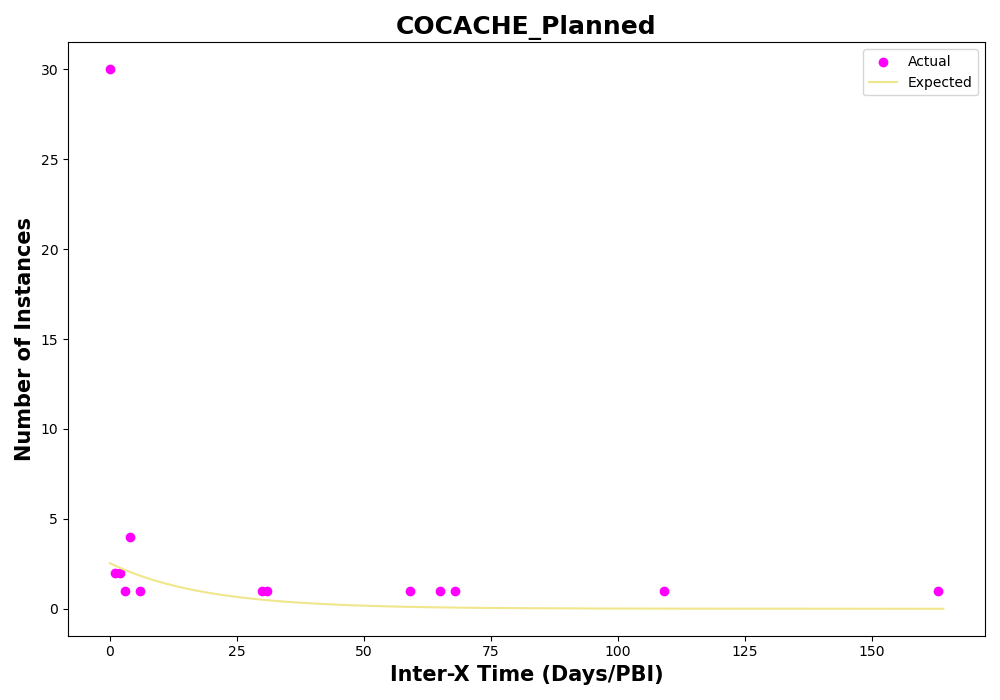 COCACHE_Planned
Actual
Expected
30
25
20
15
10
5
0
Number of Instances
0 25 50 75 100 125 150
Inter-X Time (Days/PBI)